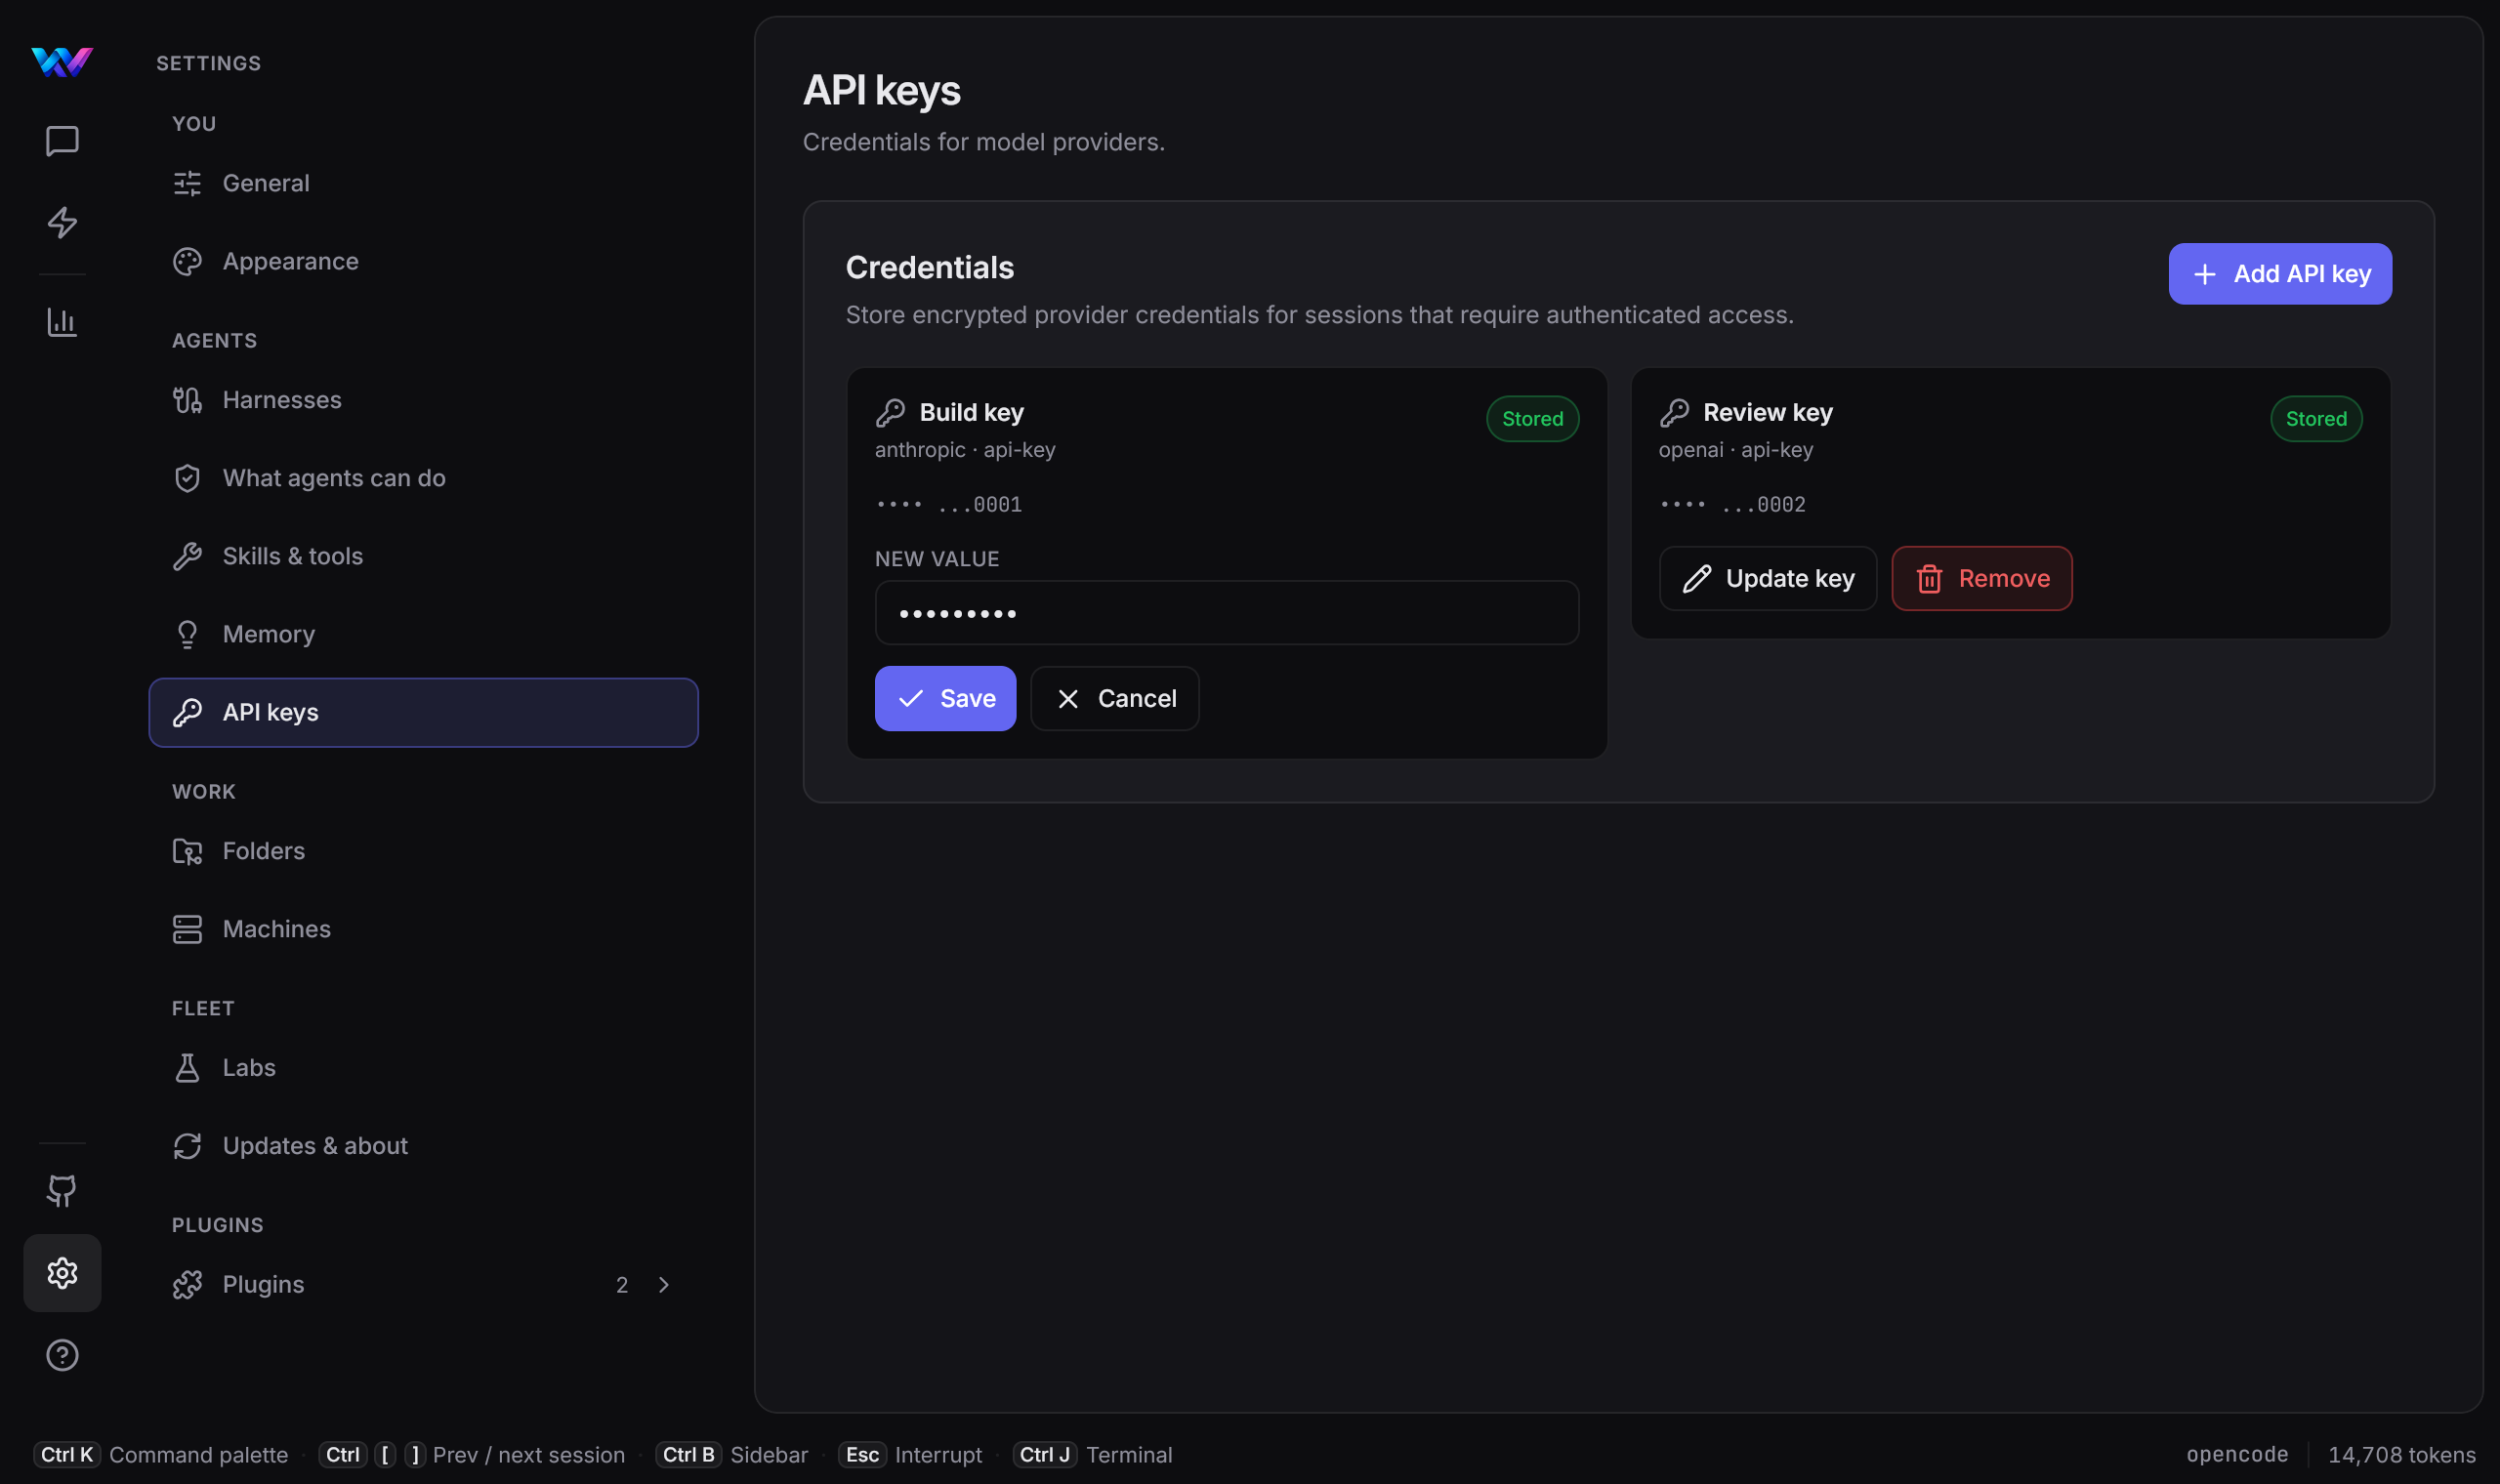 SETTINGS
YOU
General
Appearance
AGENTS
Harnesses
What agents can do
Skills & tools
Memory
API keys
WORK
Folders
Machines
FLEET
Labs
Updates & about
PLUGINS
Plugins 2
API keys
Credentials for model providers.
Credentials
Add API key
Store encrypted provider credentials for sessions that require authenticated access.
Build key Stored
anthropic · api-key
•••• ...0001
NEW VALUE
•••••••••
Save Cancel
Review key Stored
openai · api-key
•••• ...0002
Update key Remove
Ctrl K Command palette · Ctrl [ ] Prev / next session · Ctrl B Sidebar · Esc Interrupt · Ctrl J Terminal opencode 14,708 tokens